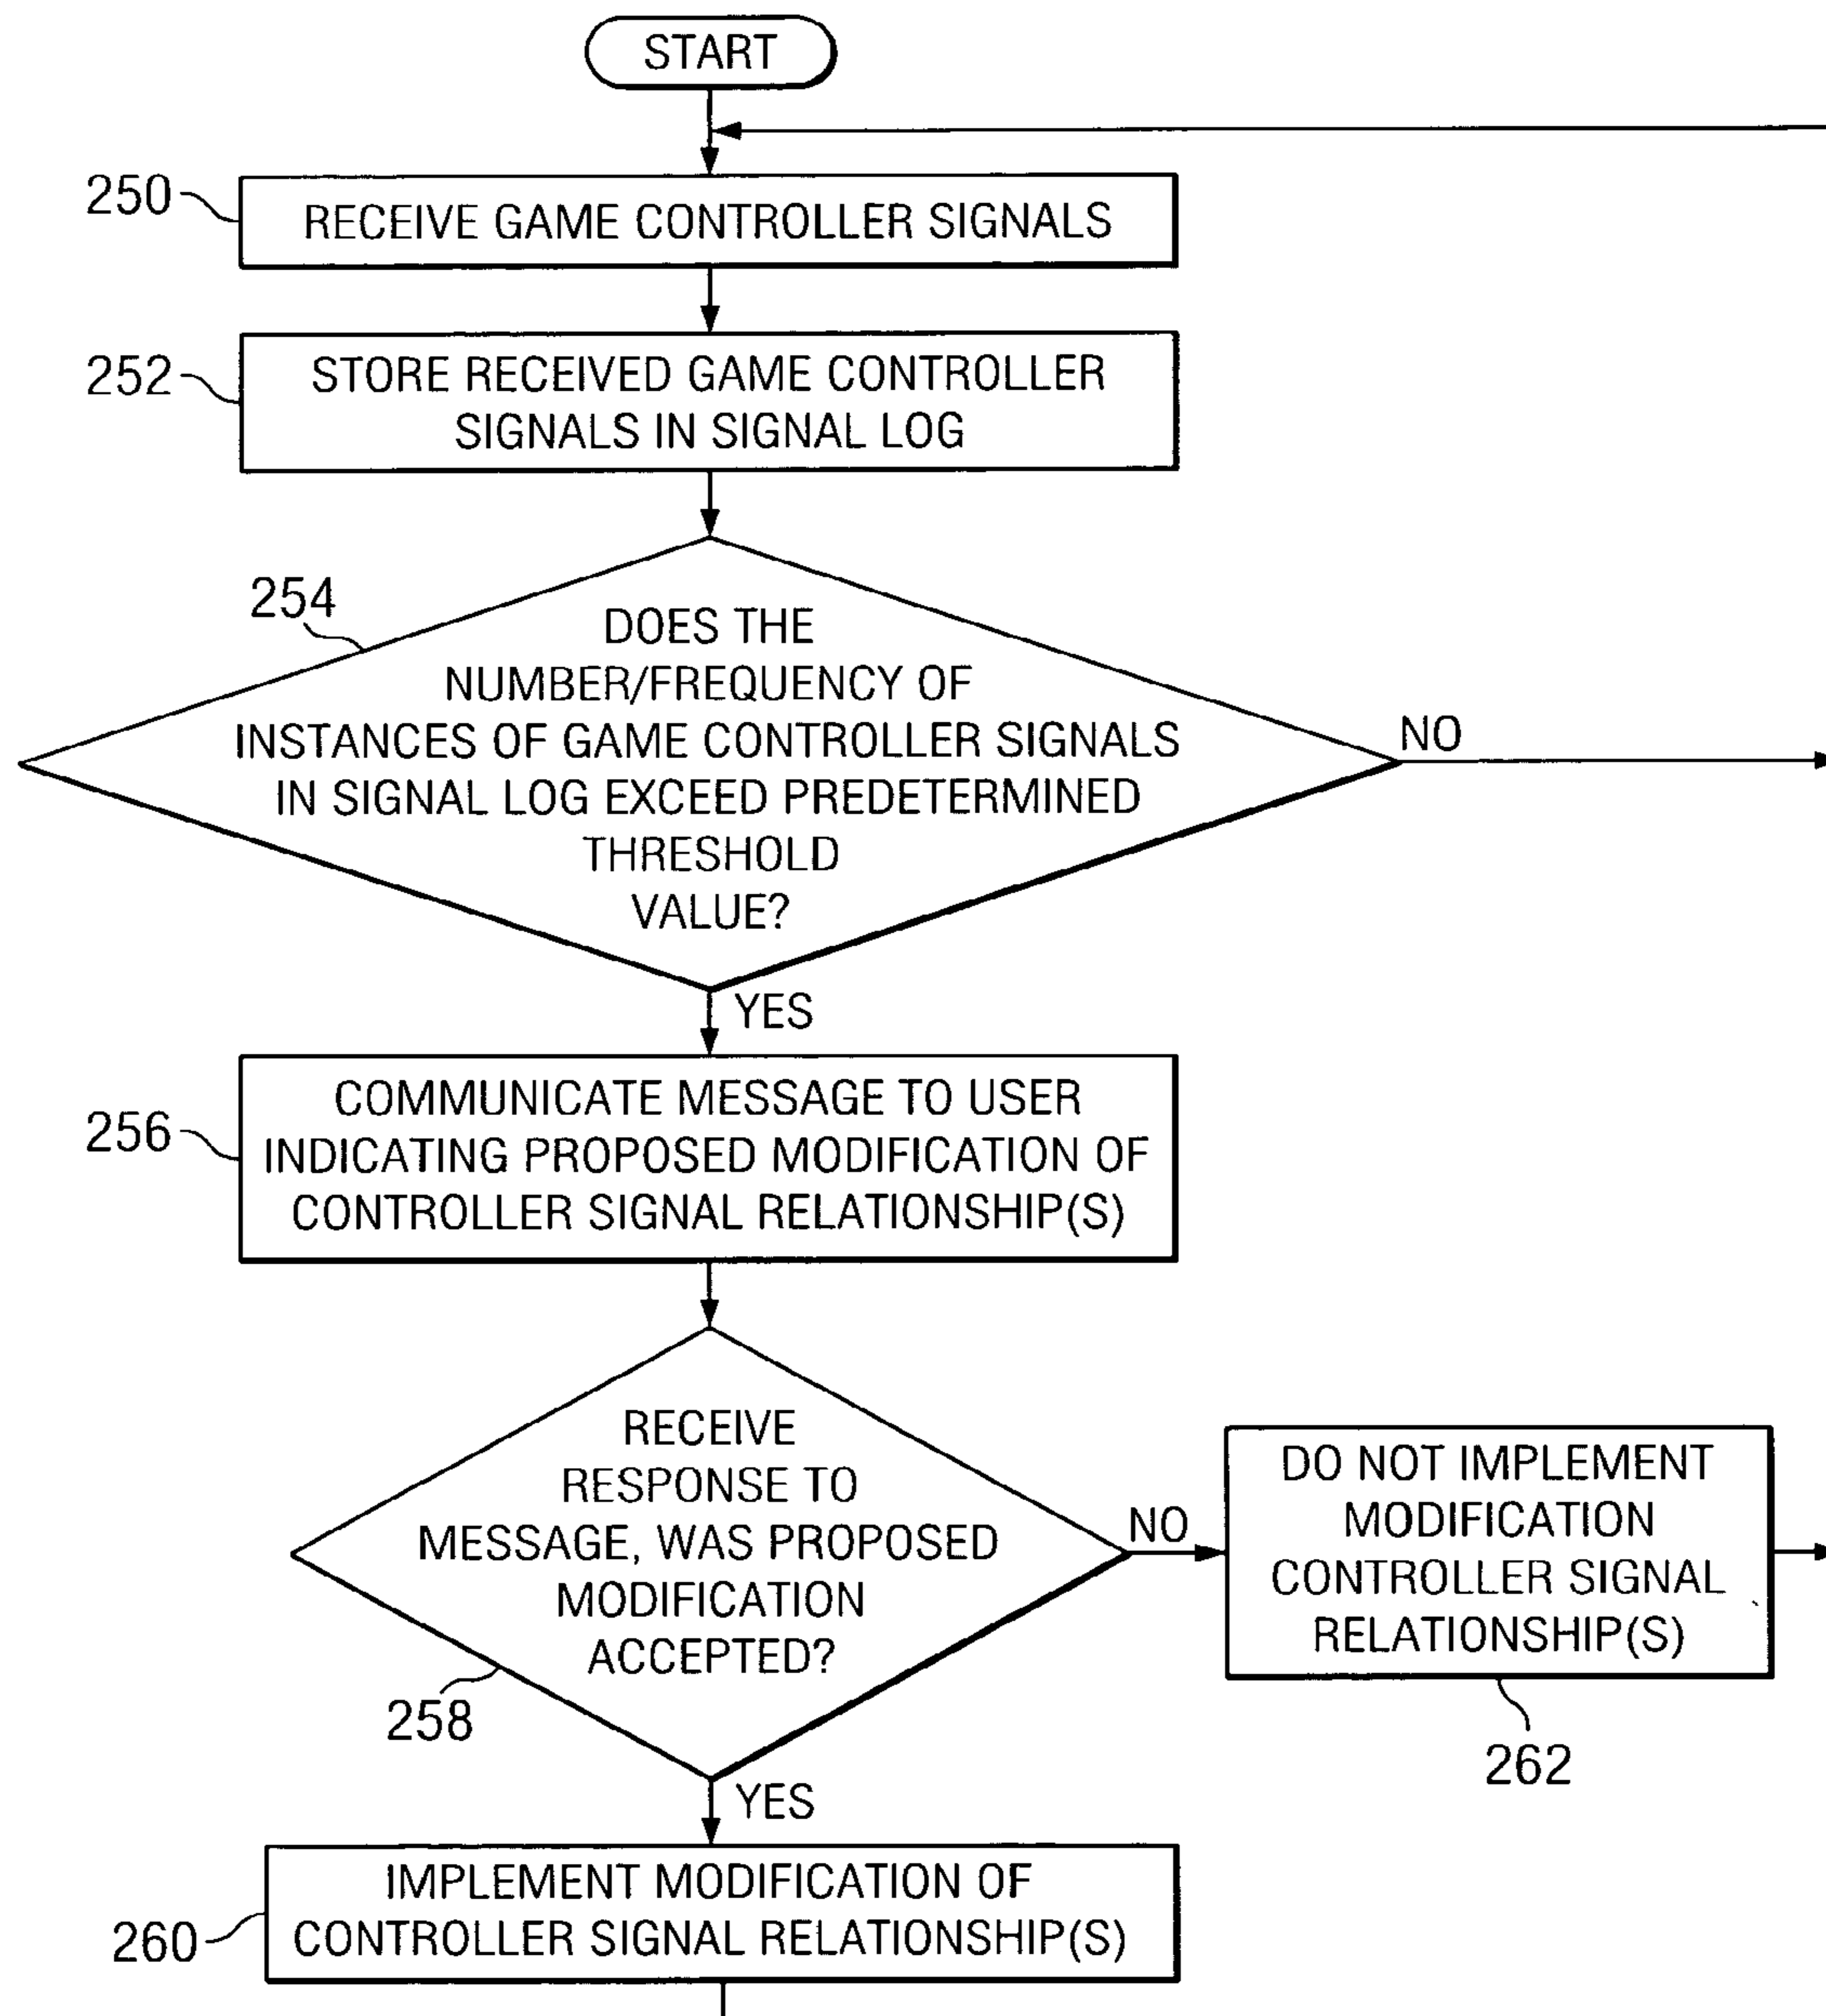 START
250
RECEIVE GAME CONTROLLER SIGNALS
252
STORE RECEIVED GAME CONTROLLER
SIGNALS IN SIGNAL LOG
254
DOES THE
NUMBER/FREQUENCY OF
INSTANCES OF GAME CONTROLLER SIGNALS
IN SIGNAL LOG EXCEED PREDETERMINED
THRESHOLD
VALUE?
NO
YES
256
COMMUNICATE MESSAGE TO USER
INDICATING PROPOSED MODIFICATION OF
CONTROLLER SIGNAL RELATIONSHIP(S)
RECEIVE
RESPONSE TO
MESSAGE, WAS PROPOSED
MODIFICATION
ACCEPTED?
258
NO
DO NOT IMPLEMENT
MODIFICATION
CONTROLLER SIGNAL
RELATIONSHIP(S)
262
YES
260
IMPLEMENT MODIFICATION OF
CONTROLLER SIGNAL RELATIONSHIP(S)